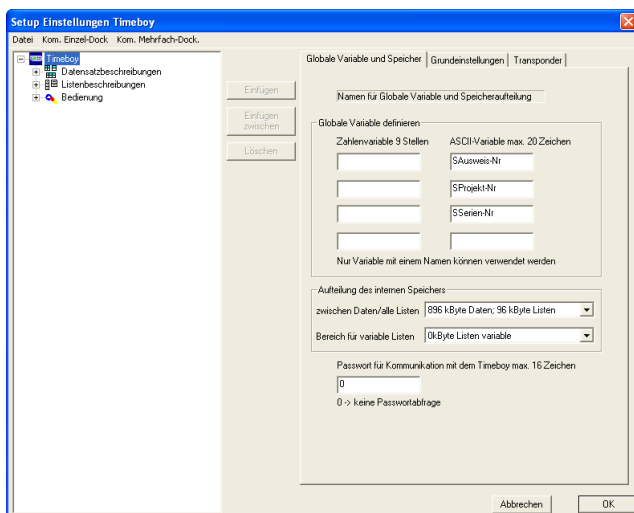 Setup Einstellungen Timeboy
Datei Kom. Einzel-Dock Kom. Mehrfach-Dock.
Timeboy
Datensatzbeschreibungen
Listenbeschreibungen
Bedienung
Einfügen
Einfügen
zwischen
Löschen
Globale Variable und Speicher Grundeinstellungen Transponder
Namen für Globale Variable und Speicheraufteilung
Globale Variable definieren
Zahlenvariable 9 Stellen ASCII-Variable max. 20 Zeichen
SAusweis-Nr
SProjekt-Nr
SSerien-Nr
Nur Variable mit einem Namen können verwendet werden
Aufteilung des internen Speichers
zwischen Daten/alle Listen 896 kByte Daten; 96 kByte Listen
Bereich für variable Listen 0kByte Listen variable
Passwort für Kommunikation mit dem Timeboy max. 16 Zeichen
0
0 -> keine Passwortabfrage
Abbrechen OK